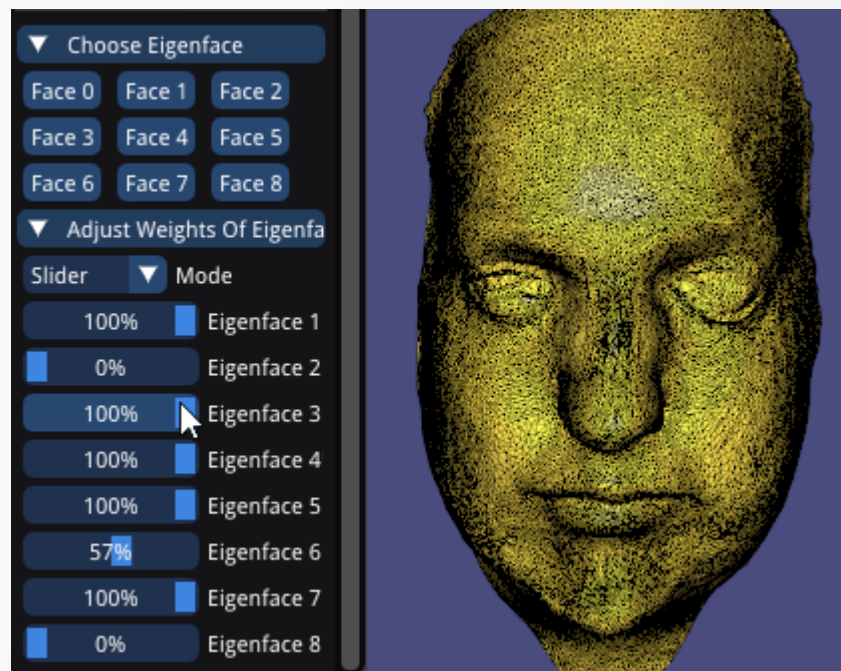 Choose Eigenface
Face 0 Face 1 Face 2
Face 3 Face 4 Face 5
Face 6 Face 7 Face 8
Adjust Weights Of Eigenfa
Slider Mode
100% Eigenface 1
0% Eigenface 2
100% Eigenface 3
100% Eigenface 4
100% Eigenface 5
57% Eigenface 6
100% Eigenface 7
0% Eigenface 8